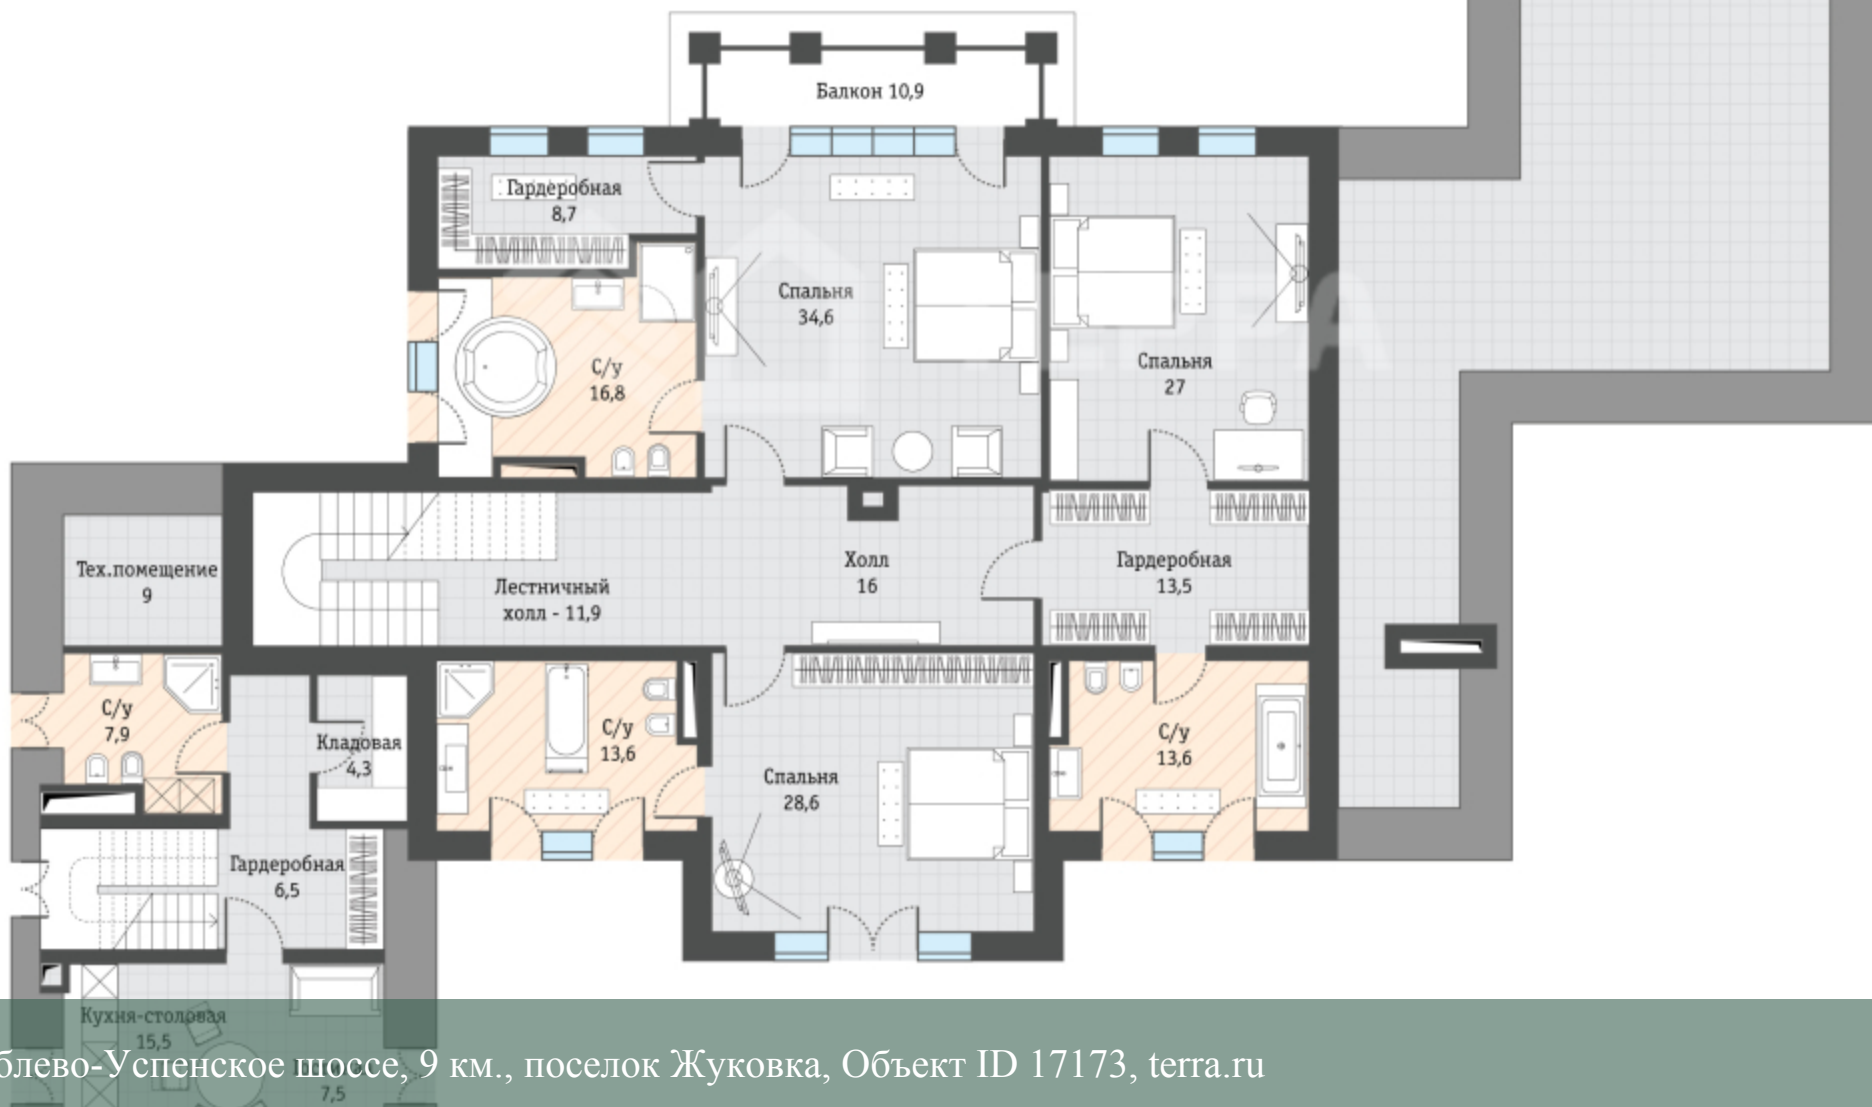 Балкон 10,9
Гардеробная
8,7
Спальня
34,6
С/у
16,8
Спальня
27
Тех.помещение
9
Лестничный
холл - 11,9
Холл
16
Гардеробная
13,5
С/у
7,9
Кладовая
4,3
С/у
13,6
Спальня
28,6
С/у
13,6
Гардеробная
6,5
Кухня-столовая
15,5
7,5
блево-Успенское шоссе, 9 км., поселок Жуковка, Объект ID 17173, terra.ru